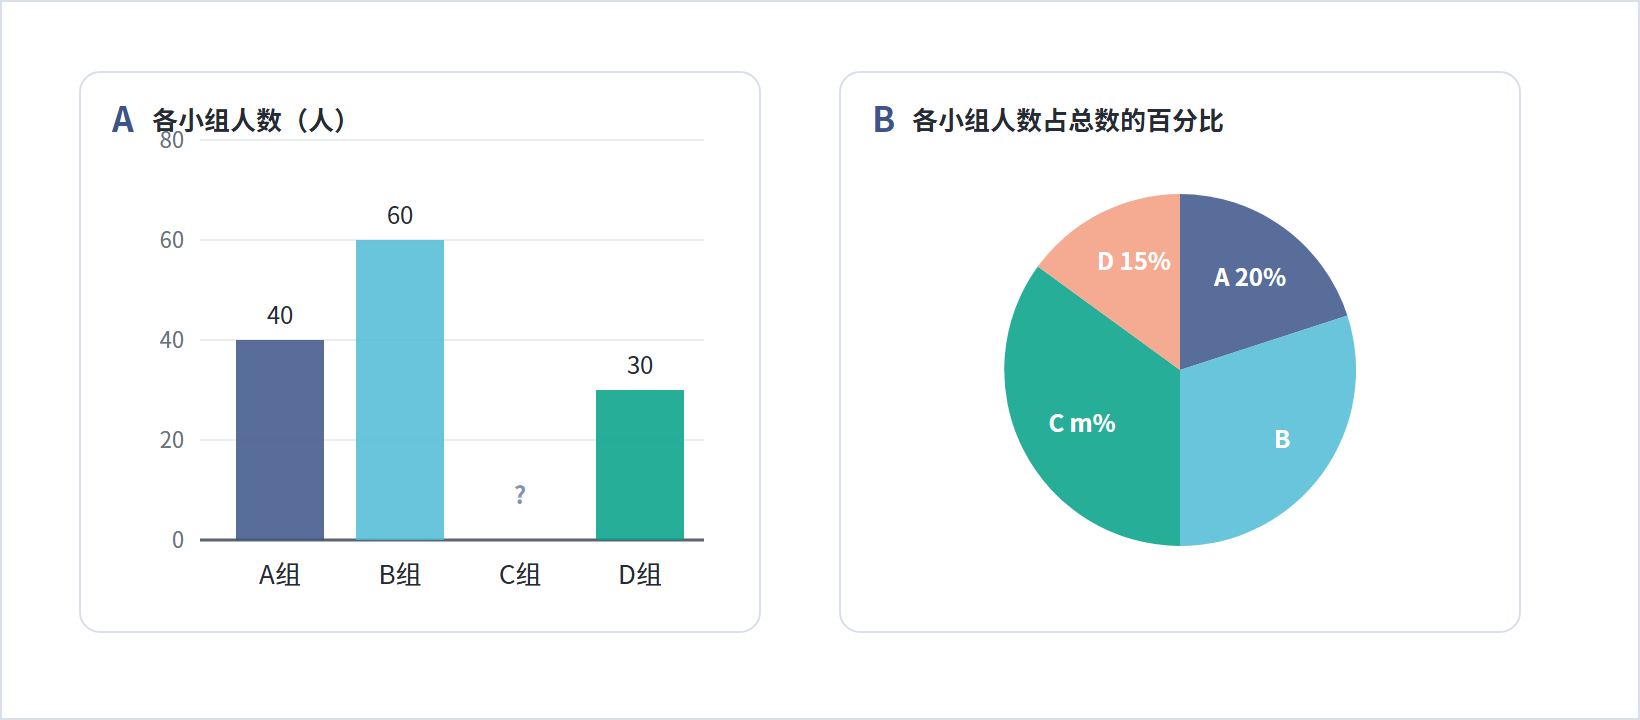 A 各小组人数（人）
80
60
40
20
0
40
60
?
30
A组 B组 C组 D组
B 各小组人数占总数的百分比
D 15%
A 20%
C m%
B